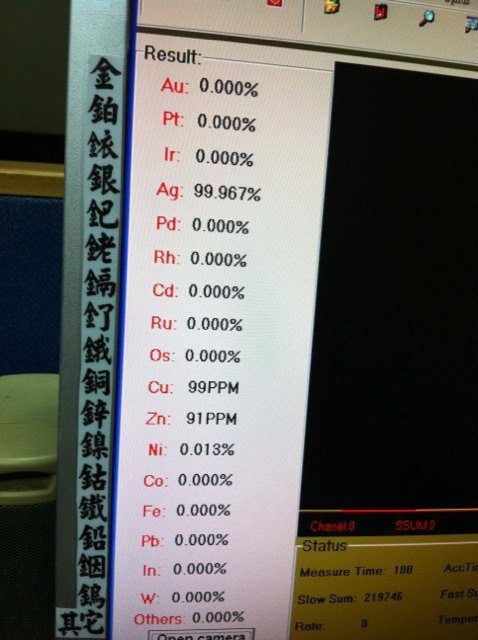 Result:
金 Au: 0.000%
鉑 Pt: 0.000%
銥 Ir: 0.000%
銀 Ag: 99.967%
鈀 Pd: 0.000%
銠 Rh: 0.000%
鎘 Cd: 0.000%
釕 Ru: 0.000%
鋨 Os: 0.000%
銅 Cu: 99PPM
鋅 Zn: 91PPM
鎳 Ni: 0.013%
鈷 Co: 0.000%
鐵 Fe: 0.000%
鉛 Pb: 0.000%
銦 In: 0.000%
鎢 W: 0.000%
其它 Others: 0.000%
Open camera
Chanel:0 SSUM:0
Status
Measure Time: 100 AccTi
Slow Sum: 219746 Fast Su
Rate: 0 Temper